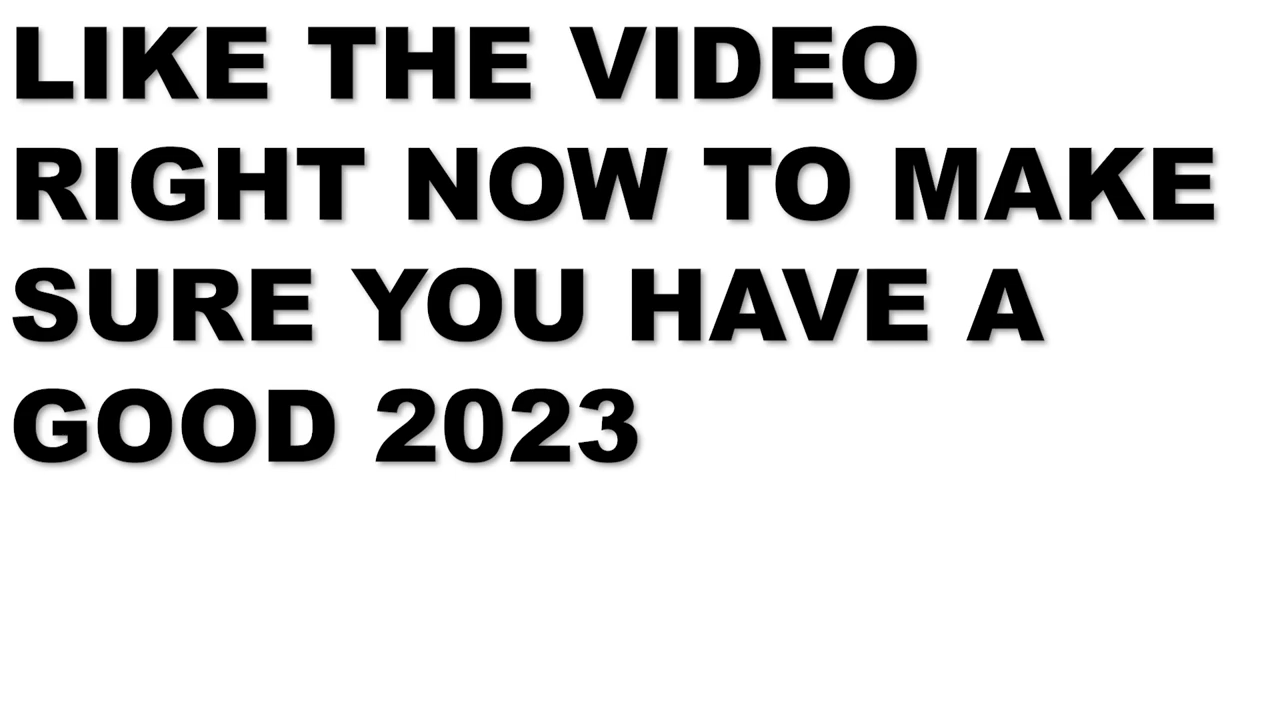 LIKE THE VIDEO
RIGHT NOW TO MAKE
SURE YOU HAVE A
GOOD 2023